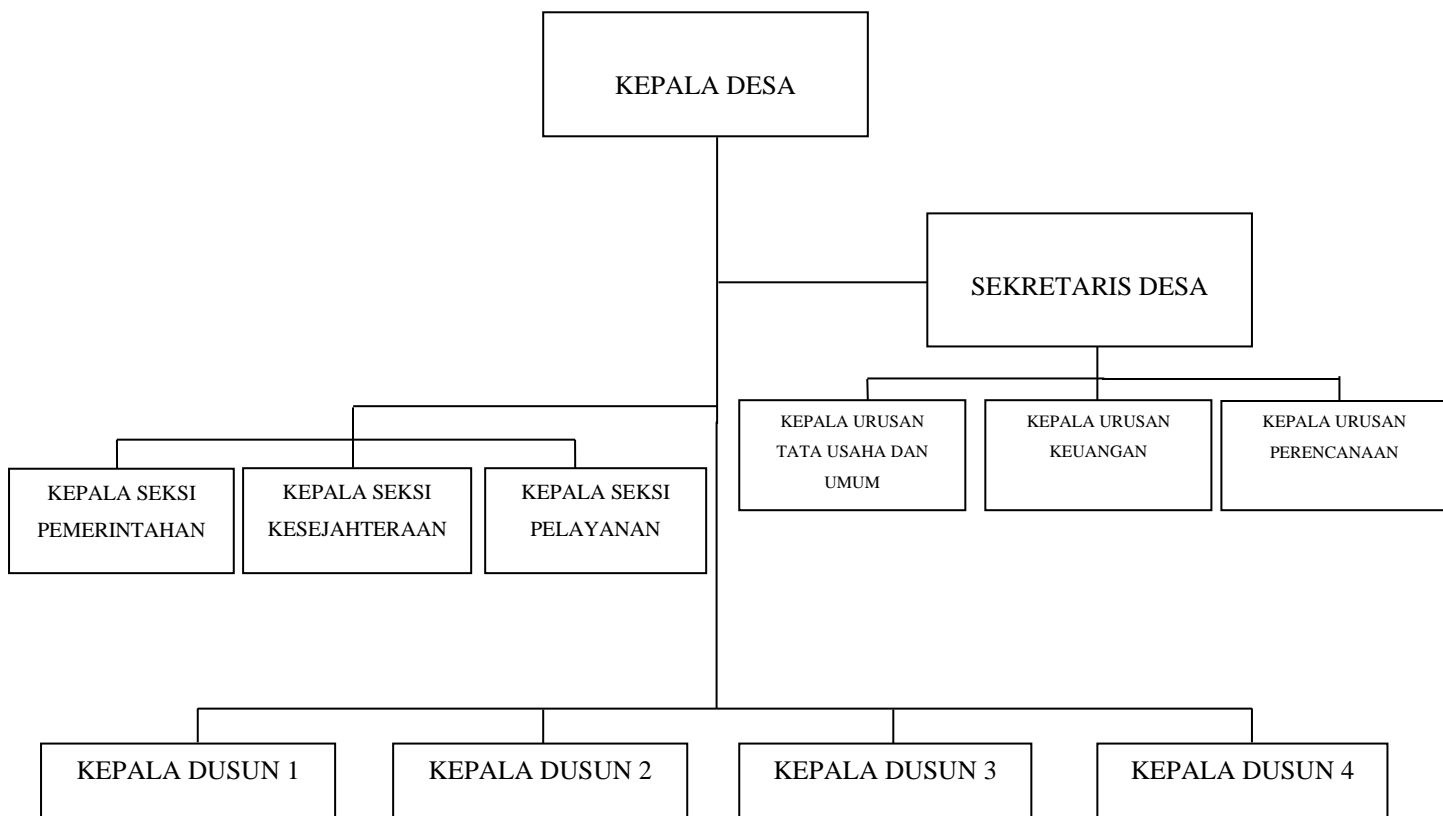 KEPALA DESA
SEKRETARIS DESA
KEPALA URUSAN
TATA USAHA DAN
UMUM
KEPALA URUSAN
KEUANGAN
KEPALA URUSAN
PERENCANAAN
KEPALA SEKSI
PEMERINTAHAN
KEPALA SEKSI
KESEJAHTERAAN
KEPALA SEKSI
PELAYANAN
KEPALA DUSUN 1
KEPALA DUSUN 2
KEPALA DUSUN 3
KEPALA DUSUN 4